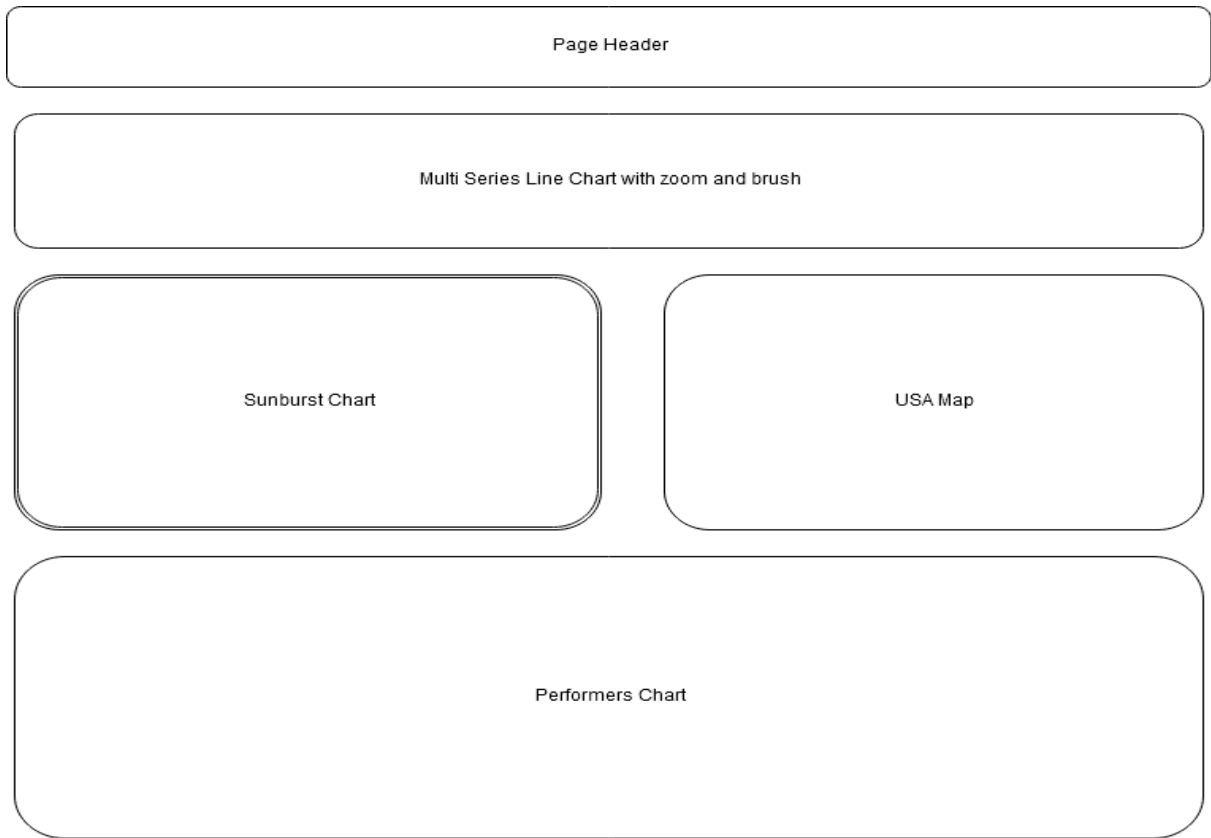 Page Header
Multi Series Line Chart with zoom and brush
Sunburst Chart
USA Map
Performers Chart